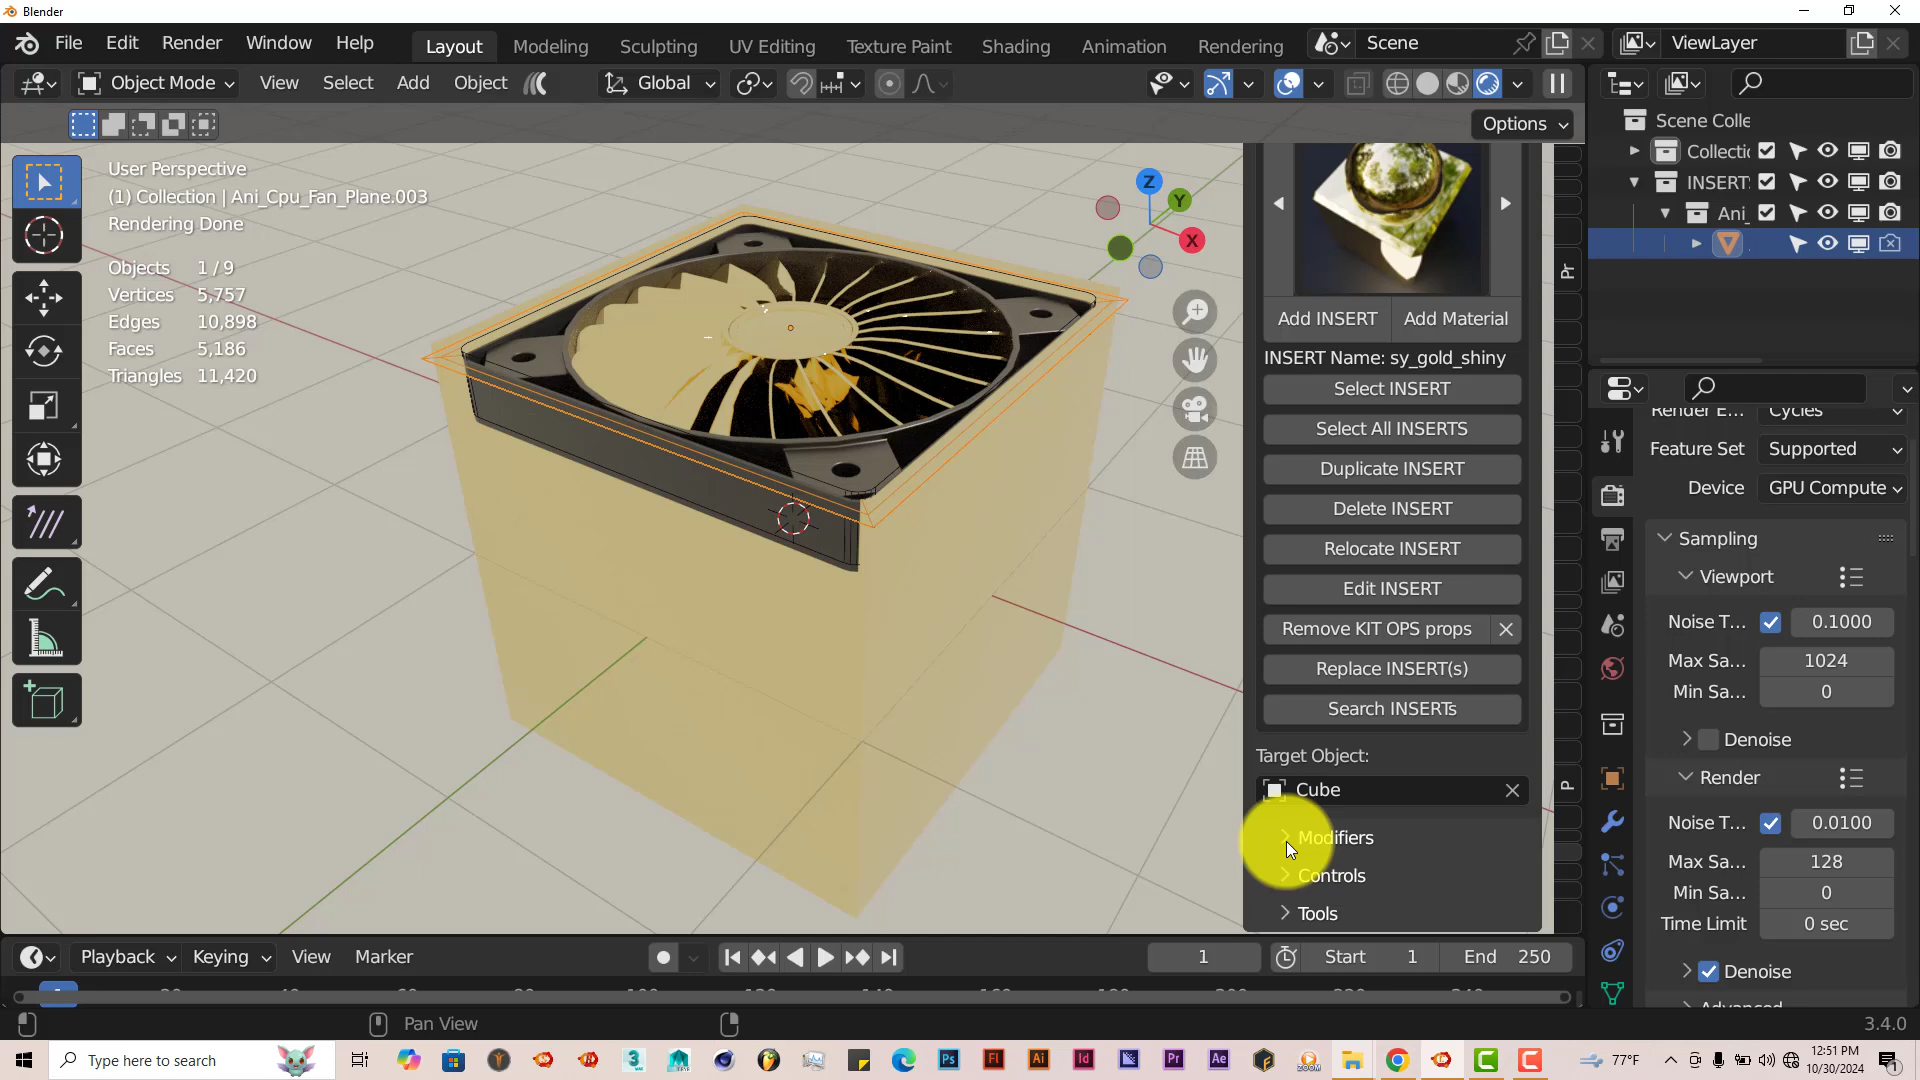 Blender
File Edit Render Window Help
Layout Modeling Sculpting UV Editing Texture Paint Shading Animation Rendering
Scene
ViewLayer
Object Mode View Select Add Object
Global
Options
User Perspective
(1) Collection | Ani_Cpu_Fan_Plane.003
Rendering Done
Objects 1 / 9
Vertices 5,757
Edges 10,898
Faces 5,186
Triangles 11,420
Z
Y
X
Add INSERT Add Material
INSERT Name: sy_gold_shiny
Select INSERT
Select All INSERTS
Duplicate INSERT
Delete INSERT
Relocate INSERT
Edit INSERT
Remove KIT OPS props
Replace INSERT(s)
Search INSERTs
Target Object:
Cube
Modifiers
Controls
Tools
Pr
P
Scene Colle
Collectic
INSERT
Ani_
Render E... Cycles
Feature Set Supported
Device GPU Compute
Sampling
Viewport
Noise T... 0.1000
Max Sa... 1024
Min Sa... 0
Denoise
Render
Noise T... 0.0100
Max Sa... 128
Min Sa... 0
Time Limit 0 sec
Denoise
Advanced
Playback Keying View Marker
1
Start 1
End 250
Pan View
3.4.0
Type here to search
77°F
12:51 PM
10/30/2024